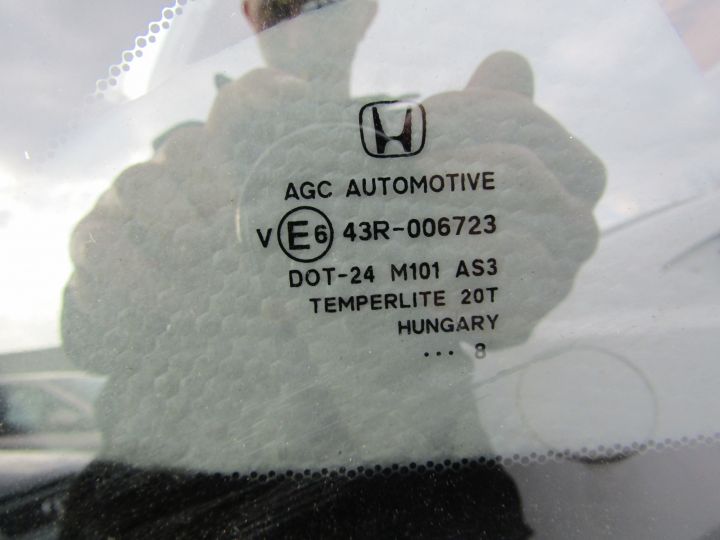 AGC AUTOMOTIVE
V E6 43R-006723
DOT-24 M101 AS3
TEMPERLITE 20T
HUNGARY
... 8